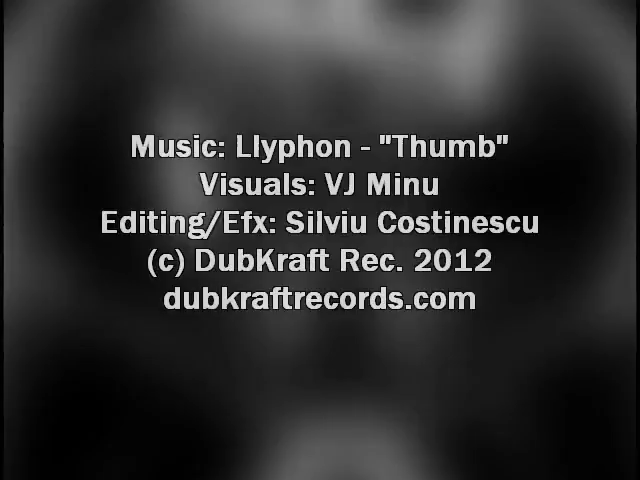 Music: Llyphon - "Thumb"
Visuals: VJ Minu
Editing/Efx: Silviu Costinescu
(c) DubKraft Rec. 2012
dubkraftrecords.com